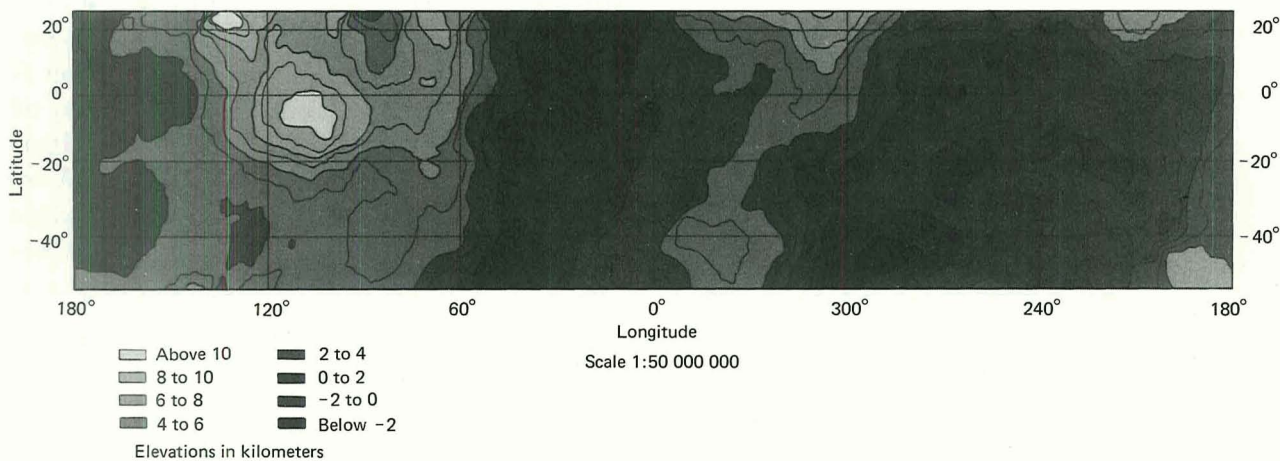 20°
0°
-20°
-40°
Latitude
20°
0°
-20°
-40°
180° 120° 60° 0° 300° 240° 180°
Longitude
Scale 1:50 000 000
Above 10
8 to 10
6 to 8
4 to 6
2 to 4
0 to 2
-2 to 0
Below -2
Elevations in kilometers